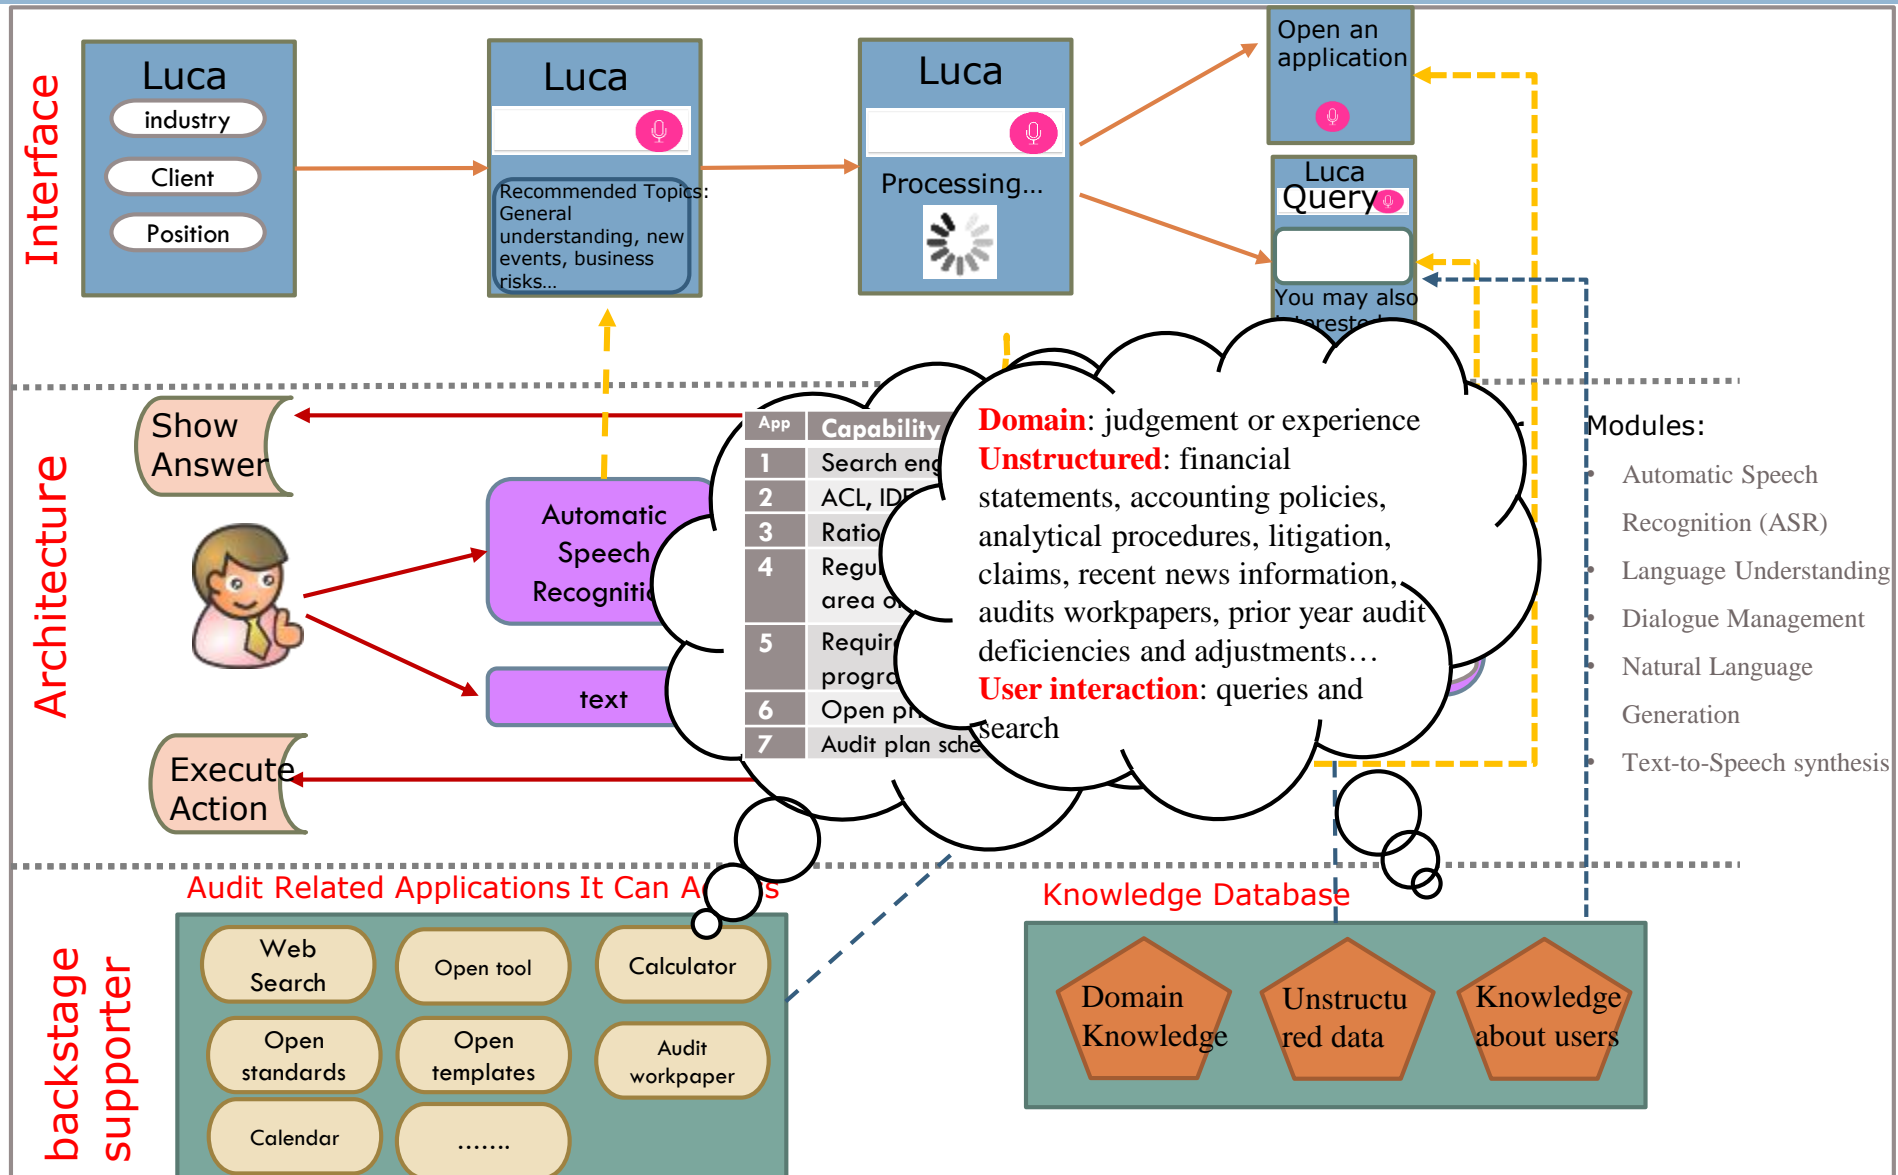 Interface
Luca
industry
Client
Position
Luca
Recommended Topics:
General
understanding, new
events, business
risks...
Luca
Processing...
Open an
application
Luca
Query
You may also
Architecture
Show
Answer
Execute
Action
Automatic
Speech
text
App Capability
1 Search
2 ACL,
3 Ratio
4
area
5
6 Open
7 Audit plan
Domain: judgement or experience
Unstructured: financial
statements, accounting policies,
analytical procedures, litigation,
claims, recent news information,
audits workpapers, prior year audit
deficiencies and adjustments...
User interaction: queries and
search
Modules:
• Automatic Speech
Recognition (ASR)
• Language Understanding
• Dialogue Management
• Natural Language
Generation
• Text-to-Speech synthesis
backstage
supporter
Audit Related Applications It Can
Web
Search
Open tool
Calculator
Open
standards
Open
templates
Audit
workpaper
Calendar
.......
Knowledge Database
Domain
Knowledge
Unstructu
red data
Knowledge
about users